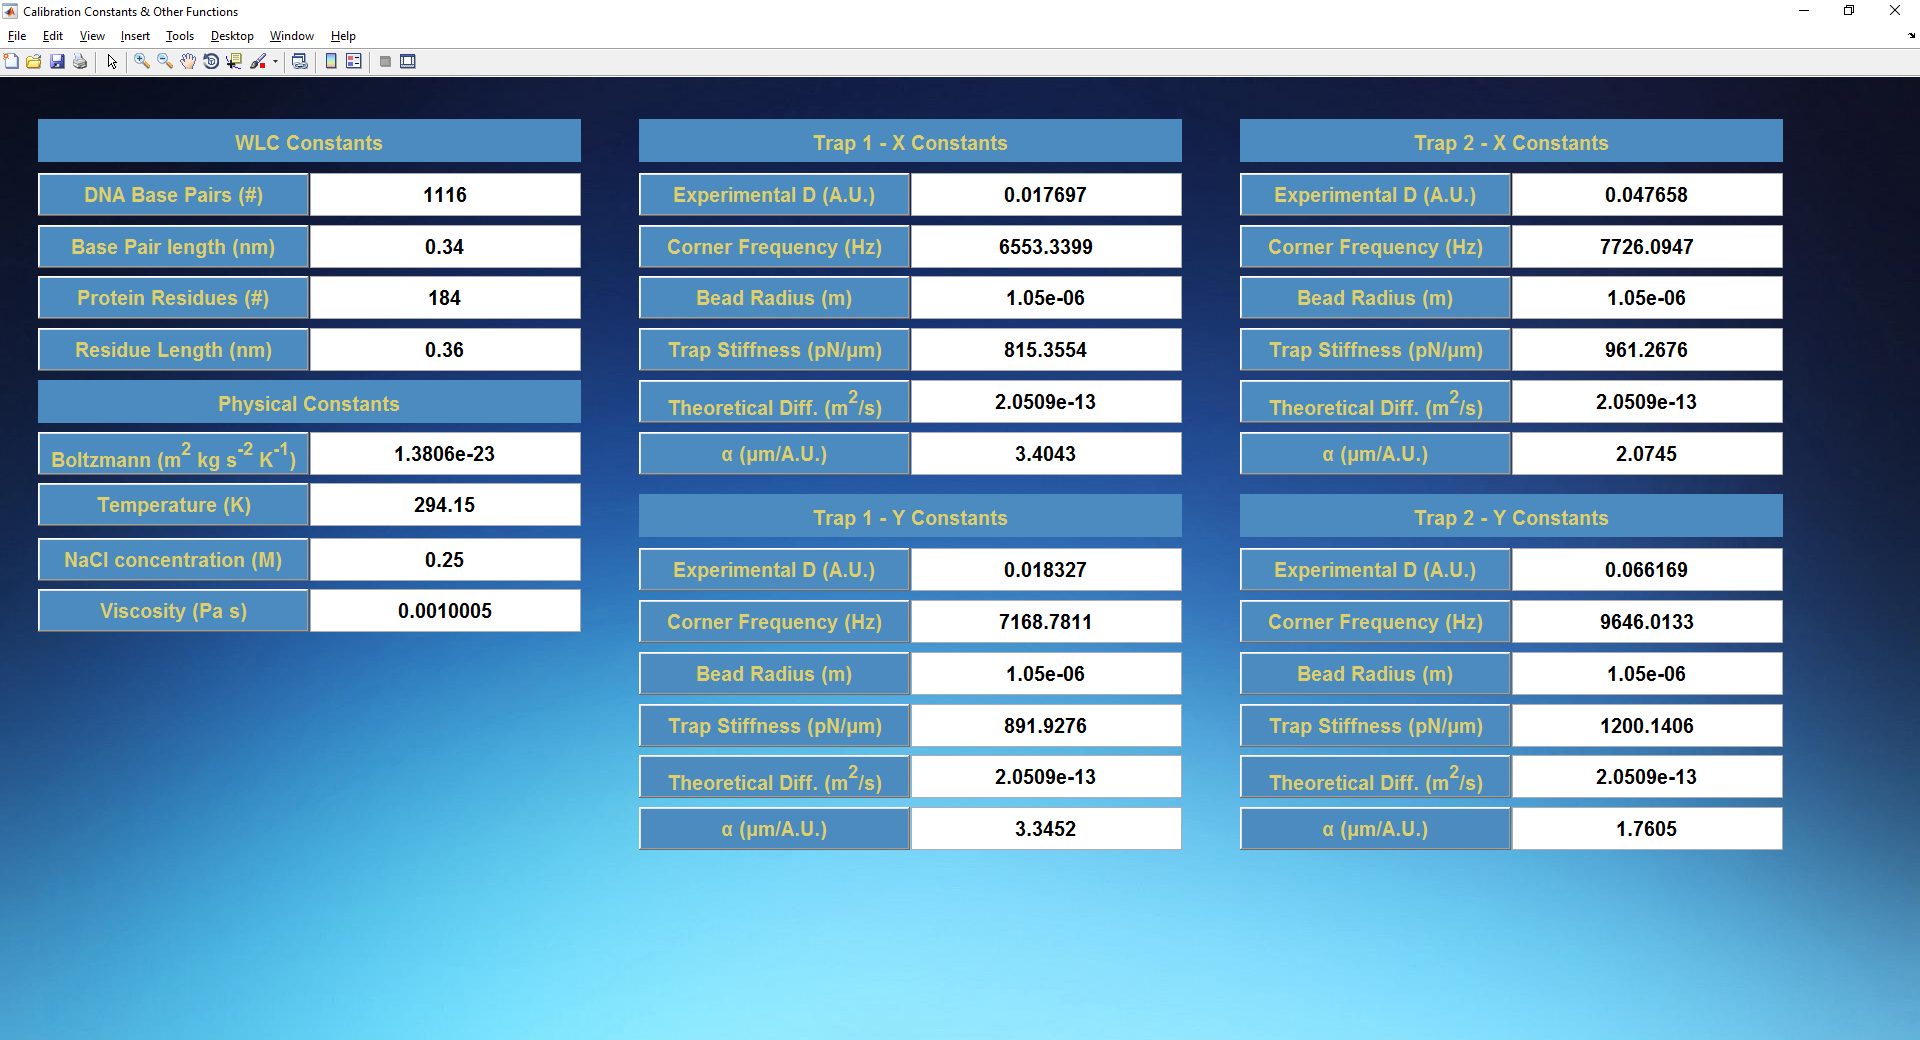 Calibration Constants & Other Functions
File Edit View Insert Tools Desktop Window Help
WLC Constants
DNA Base Pairs (#) 1116
Base Pair length (nm) 0.34
Protein Residues (#) 184
Residue Length (nm) 0.36
Physical Constants
Boltzmann (m² kg s⁻² K⁻¹) 1.3806e-23
Temperature (K) 294.15
NaCl concentration (M) 0.25
Viscosity (Pa s) 0.0010005
Trap 1 - X Constants
Experimental D (A.U.) 0.017697
Corner Frequency (Hz) 6553.3399
Bead Radius (m) 1.05e-06
Trap Stiffness (pN/µm) 815.3554
Theoretical Diff. (m²/s) 2.0509e-13
α (µm/A.U.) 3.4043
Trap 1 - Y Constants
Experimental D (A.U.) 0.018327
Corner Frequency (Hz) 7168.7811
Bead Radius (m) 1.05e-06
Trap Stiffness (pN/µm) 891.9276
Theoretical Diff. (m²/s) 2.0509e-13
α (µm/A.U.) 3.3452
Trap 2 - X Constants
Experimental D (A.U.) 0.047658
Corner Frequency (Hz) 7726.0947
Bead Radius (m) 1.05e-06
Trap Stiffness (pN/µm) 961.2676
Theoretical Diff. (m²/s) 2.0509e-13
α (µm/A.U.) 2.0745
Trap 2 - Y Constants
Experimental D (A.U.) 0.066169
Corner Frequency (Hz) 9646.0133
Bead Radius (m) 1.05e-06
Trap Stiffness (pN/µm) 1200.1406
Theoretical Diff. (m²/s) 2.0509e-13
α (µm/A.U.) 1.7605